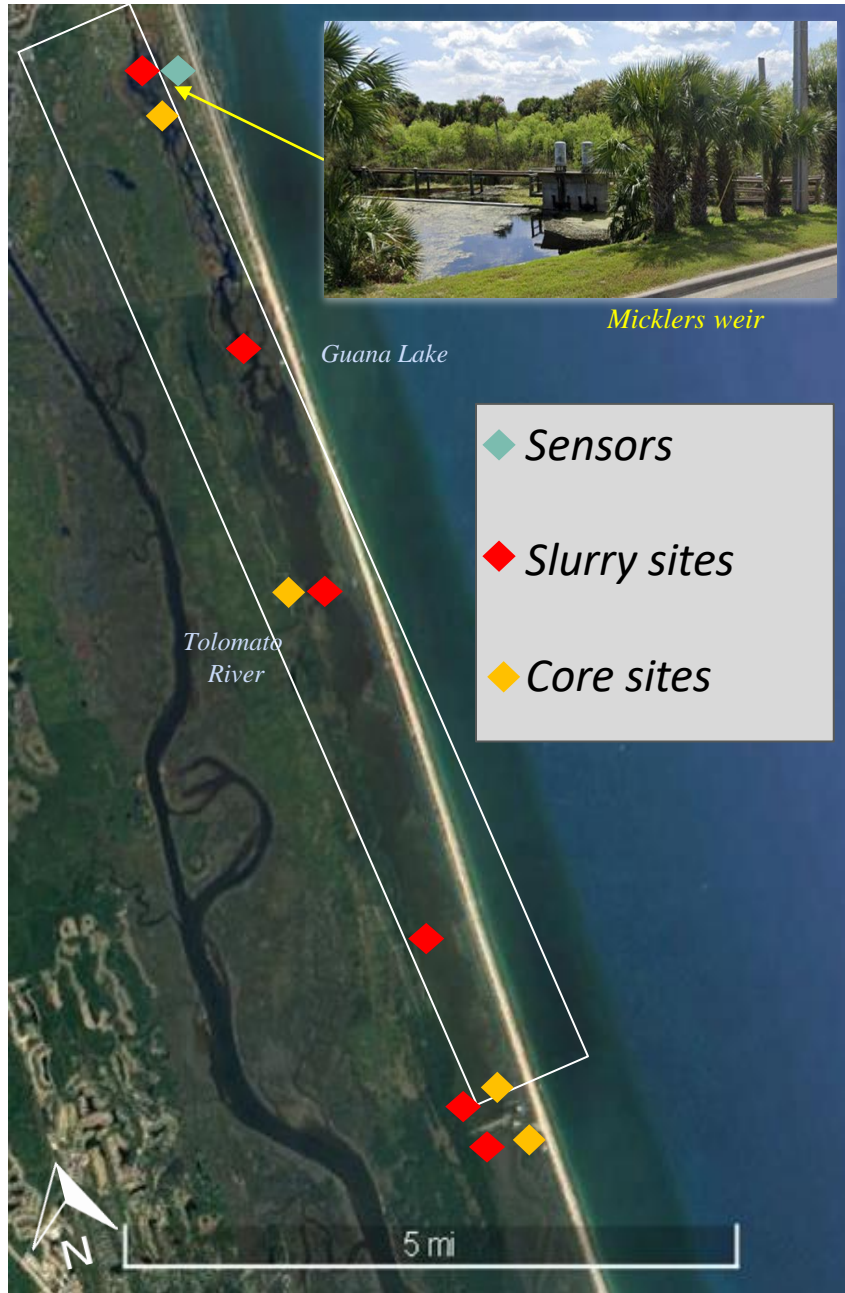 Micklers weir
Guana Lake
Sensors
Slurry sites
Tolomato
River
Core sites
N
5 mi